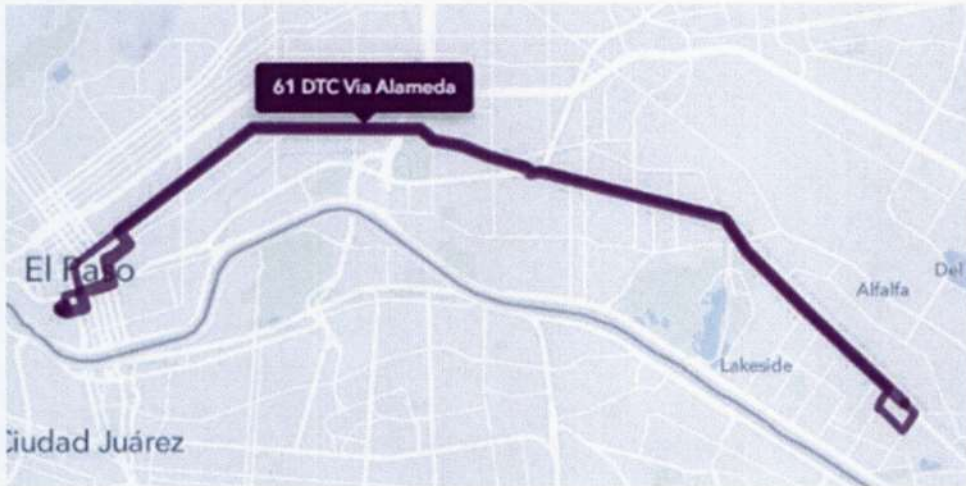 61 DTC Via Alameda
El Paso
Alfalfa
Del
Lakeside
Ciudad Juárez